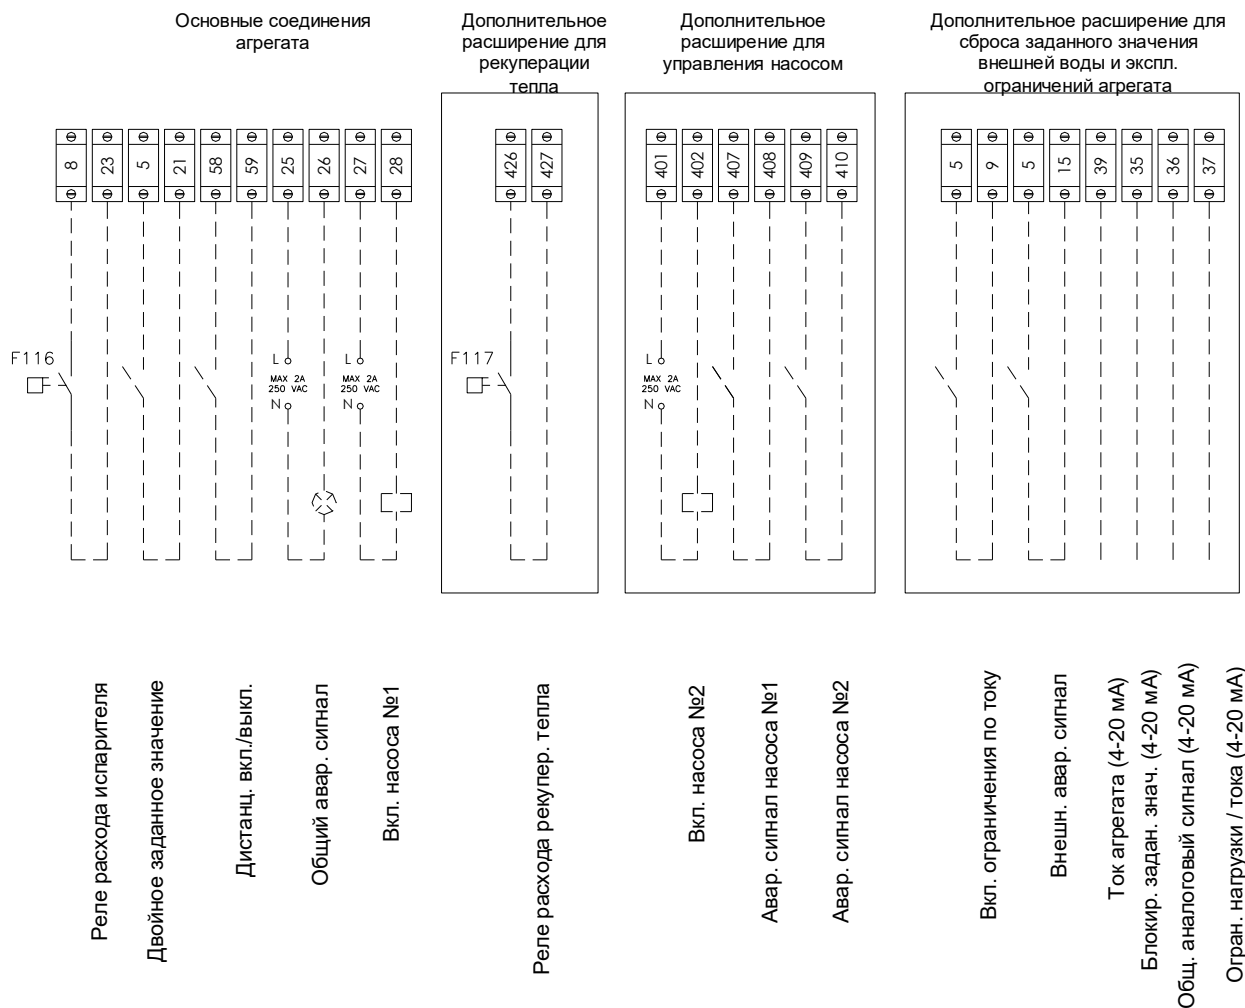 Основные соединения
агрегата
Дополнительное
расширение для
рекуперации
тепла
Дополнительное
расширение для
управления насосом
Дополнительное расширение для
сброса заданного значения
внешней воды и экспл.
ограничений агрегата
8
23
5
21
58
59
25
26
27
28
426
427
401
402
407
408
409
410
5
9
5
15
39
35
36
37
F116
L
MAX 2A
250 VAC
N
L
MAX 2A
250 VAC
N
F117
L
MAX 2A
250 VAC
N
Реле расхода испарителя
Двойное заданное значение
Дистанц. вкл./выкл.
Общий авар. сигнал
Вкл. насоса №1
Реле расхода рекупер. тепла
Вкл. насоса №2
Авар. сигнал насоса №1
Авар. сигнал насоса №2
Вкл. ограничения по току
Внешн. авар. сигнал
Ток агрегата (4-20 мА)
Блокир. задан. знач. (4-20 мА)
Общ. аналоговый сигнал (4-20 мА)
Огран. нагрузки / тока (4-20 мА)